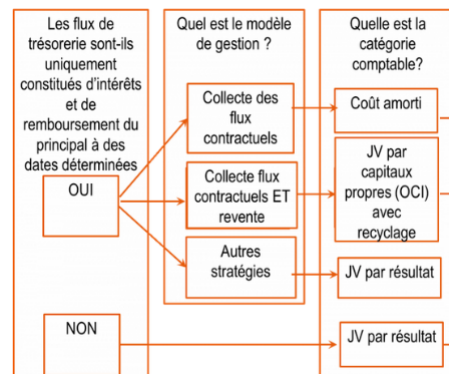 Les flux de
trésorerie sont-ils
uniquement
constitués d'intérêts
et de
remboursement du
principal à des
dates déterminées
OUI
NON
Quel est le modèle
de gestion ?
Collecte des
flux
contractuels
Collecte flux
contractuels ET
revente
Autres
stratégies
Quelle est la
catégorie
comptable?
Coût amorti
JV par
capitaux
propres (OCI)
avec
recyclage
JV par résultat
JV par résultat